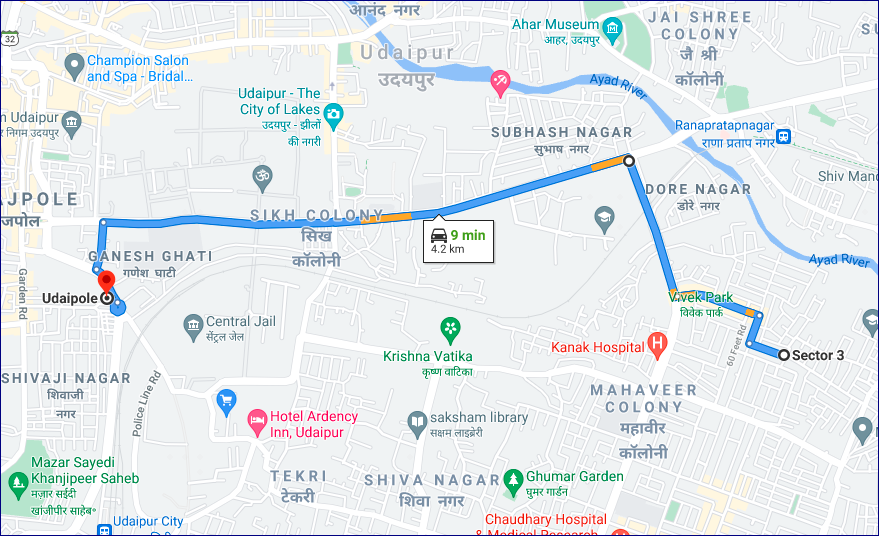 आनंद नगर
32
Champion Salon
and Spa - Bridal...
Udaipur
उदयपुर
Ahar Museum
आहर, उदयपुर
JAI SHREE
COLONY
जै श्री
कॉलोनी
Ayad River
Udaipur - The
City of Lakes
उदयपुर - झीलों
की नगरी
n Udaipur
निगम उदयपुर
SUBHASH NAGAR
सुभाष नगर
Ranapratapnagar
राणा प्रताप नगर
Shiv Mand
DORE NAGAR
डोरे नगर
AJPOLE
जपोल
SIKH COLONY
सिख
कॉलोनी
9 min
4.2 km
GANESH GHATI
गणेश घाटी
Ayad River
Garden Rd
Udaipole
Vivek Park
विवेक पार्क
Central Jail
सेंट्रल जेल
Krishna Vatika
कृष्ण वाटिका
Kanak Hospital
60 Feet Rd
Sector 3
SHIVAJI NAGAR
शिवाजी
नगर
Police Line Rd
MAHAVEER
COLONY
महावीर
कॉलोनी
Hotel Ardency
Inn, Udaipur
saksham library
सक्षम लाइब्रेरी
Mazar Sayedi
Khanjipeer Saheb
मज़ार सईदी
खांजीपीर साहेब॰
TEKRI
टेकरी
SHIVA NAGAR
शिवा नगर
Ghumar Garden
घुमर गार्डन
Udaipur City
Chaudhary Hospital
& Medical Research